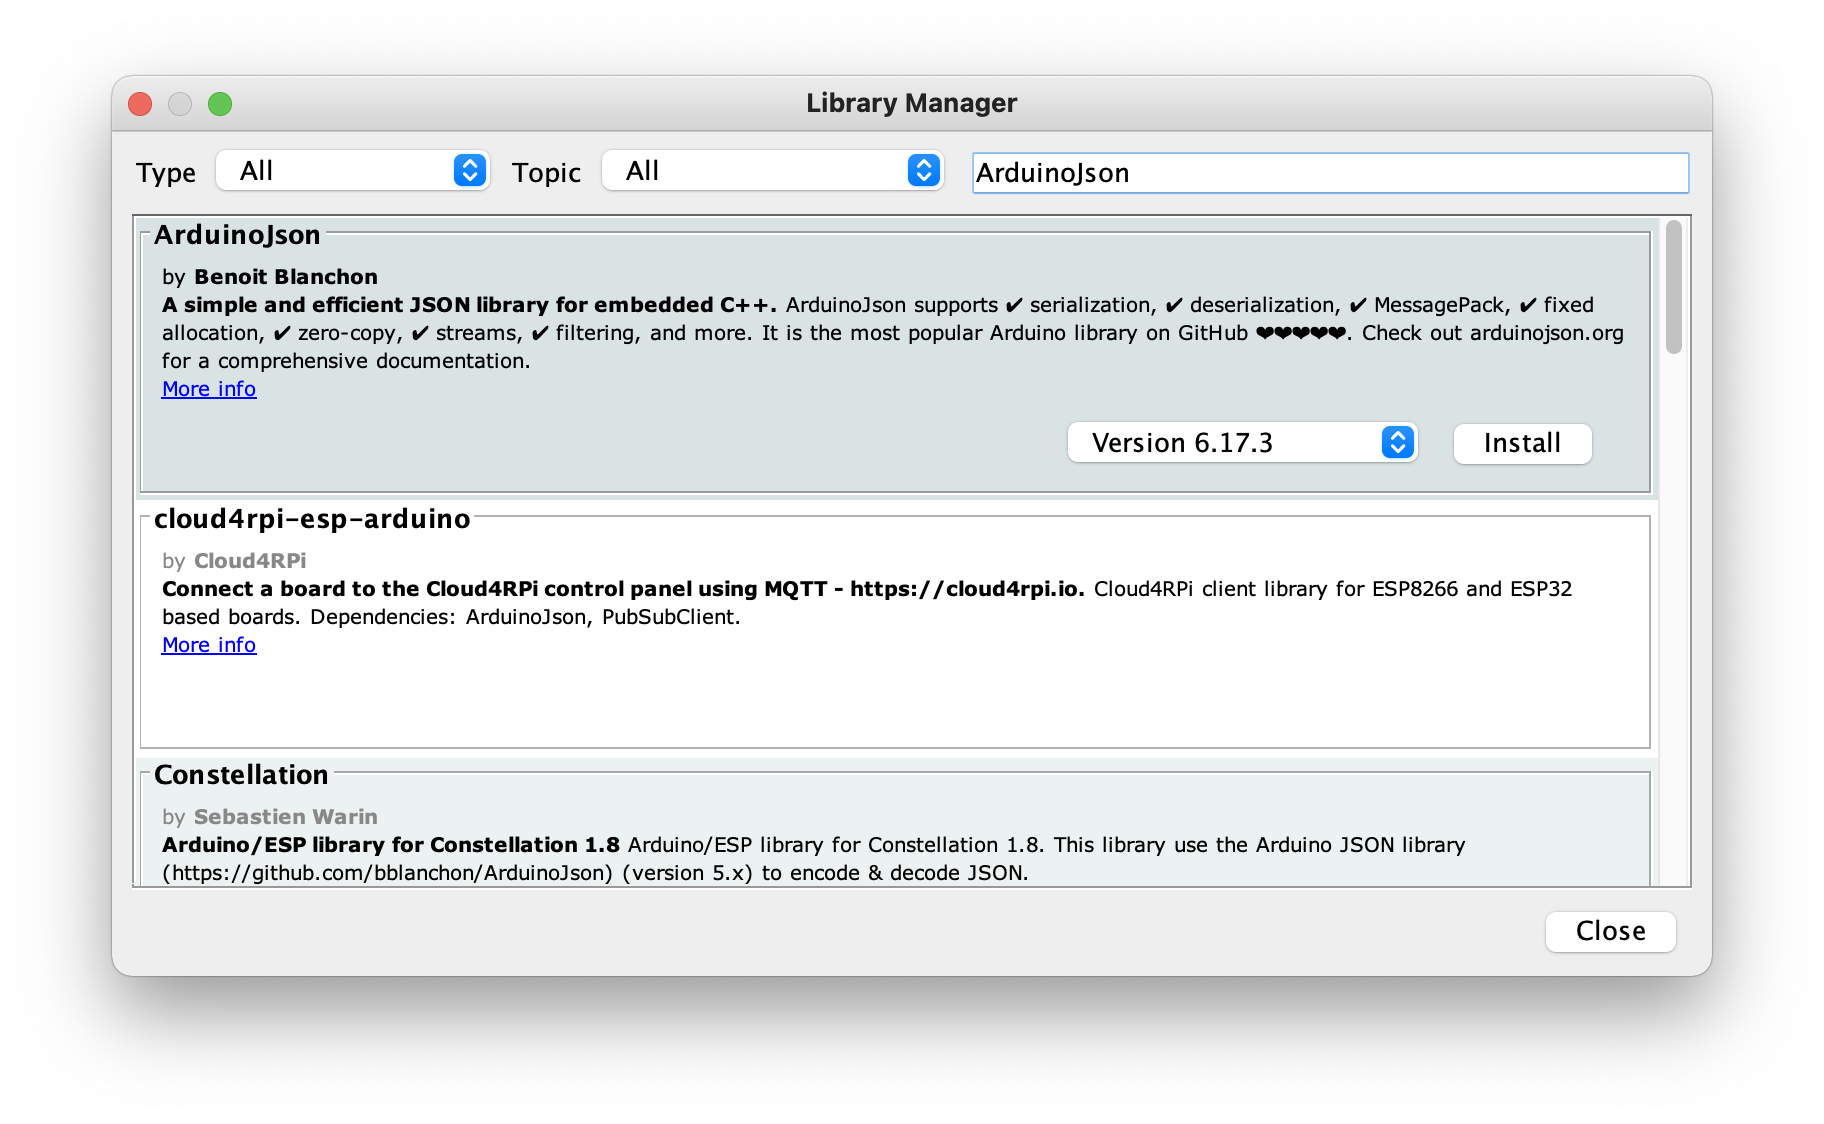 Library Manager
Type All Topic All ArduinoJson
ArduinoJson
by Benoit Blanchon
A simple and efficient JSON library for embedded C++. ArduinoJson supports ✔ serialization, ✔ deserialization, ✔ MessagePack, ✔ fixed
allocation, ✔ zero-copy, ✔ streams, ✔ filtering, and more. It is the most popular Arduino library on GitHub ❤❤❤❤❤. Check out arduinojson.org
for a comprehensive documentation.
More info
Version 6.17.3 Install
cloud4rpi-esp-arduino
by Cloud4RPi
Connect a board to the Cloud4RPi control panel using MQTT - https://cloud4rpi.io. Cloud4RPi client library for ESP8266 and ESP32
based boards. Dependencies: ArduinoJson, PubSubClient.
More info
Constellation
by Sebastien Warin
Arduino/ESP library for Constellation 1.8 Arduino/ESP library for Constellation 1.8. This library use the Arduino JSON library
(https://github.com/bblanchon/ArduinoJson) (version 5.x) to encode & decode JSON.
Close